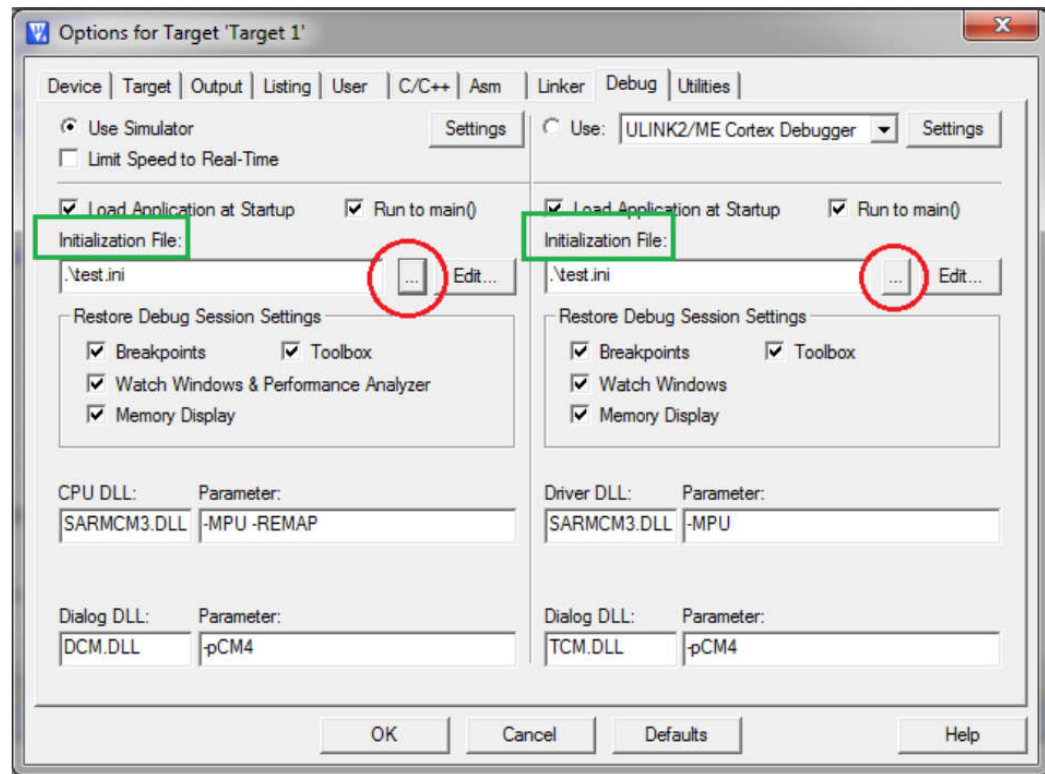 Options for Target 'Target 1'
Device Target Output Listing User C/C++ Asm Linker Debug Utilities
Use Simulator Settings
Limit Speed to Real-Time
Use: ULINK2/ME Cortex Debugger Settings
Load Application at Startup Run to main()
Initialization File:
.\test.ini ... Edit...
Load Application at Startup Run to main()
Initialization File:
.\test.ini ... Edit...
Restore Debug Session Settings
Breakpoints Toolbox
Watch Windows & Performance Analyzer
Memory Display
Restore Debug Session Settings
Breakpoints Toolbox
Watch Windows
Memory Display
CPU DLL: Parameter:
SARMCM3.DLL -MPU -REMAP
Driver DLL: Parameter:
SARMCM3.DLL -MPU
Dialog DLL: Parameter:
DCM.DLL -pCM4
Dialog DLL: Parameter:
TCM.DLL -pCM4
OK Cancel Defaults Help